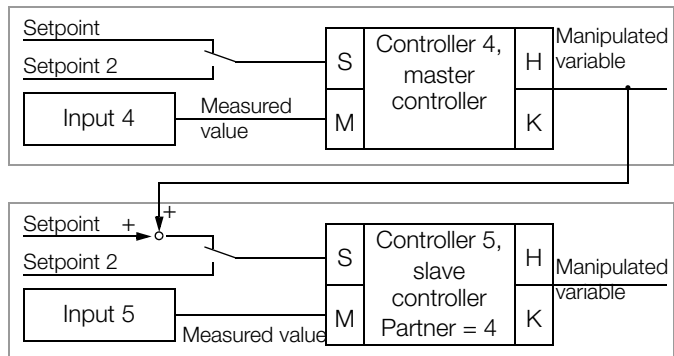 Setpoint
Setpoint 2
Input 4
Measured
value
S
M
Controller 4,
master
controller
H
K
Manipulated
variable
Setpoint
+
+
Setpoint 2
Input 5
Measured value
S
M
Controller 5,
slave
controller
Partner = 4
H
K
Manipulated
variable